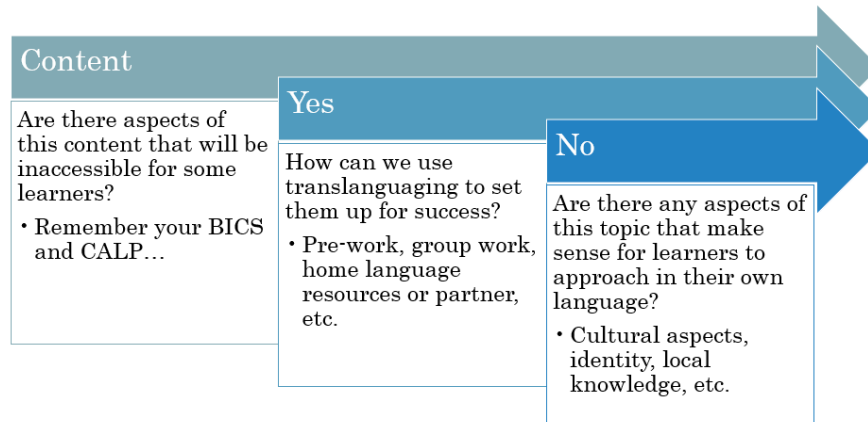 Content
Are there aspects of
this content that will be
inaccessible for some
learners?
• Remember your BICS
and CALP…
Yes
How can we use
translanguaging to set
them up for success?
• Pre-work, group work,
home language
resources or partner,
etc.
No
Are there any aspects of
this topic that make
sense for learners to
approach in their own
language?
• Cultural aspects,
identity, local
knowledge, etc.